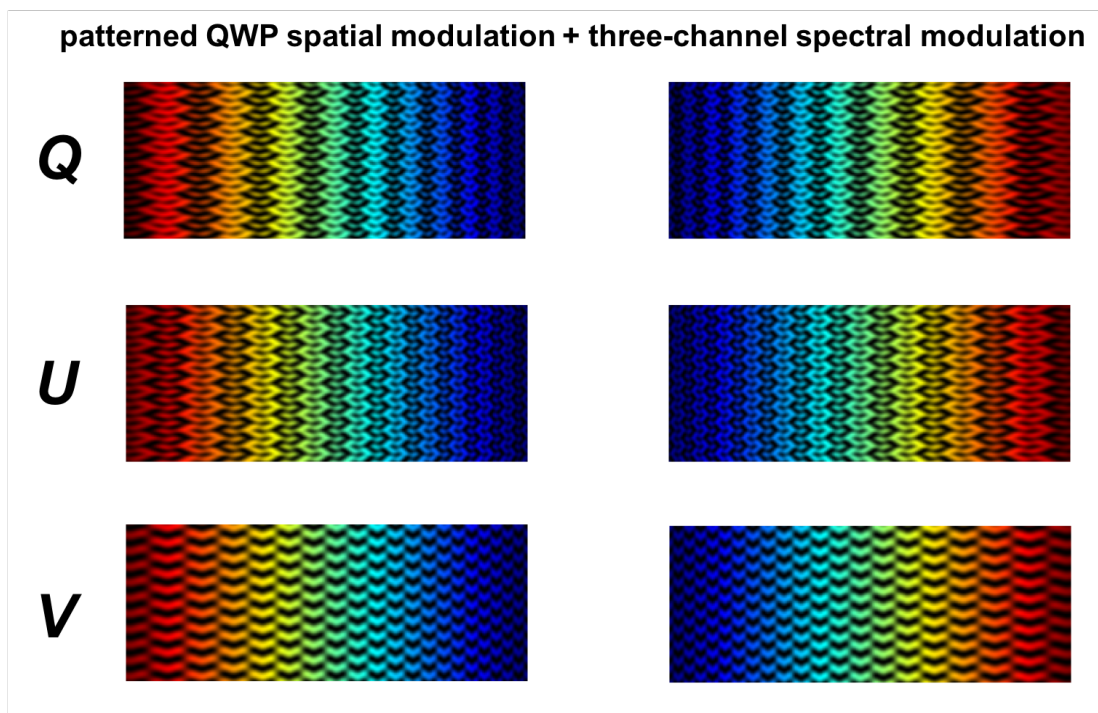 patterned QWP spatial modulation + three-channel spectral modulation
Q
U
V